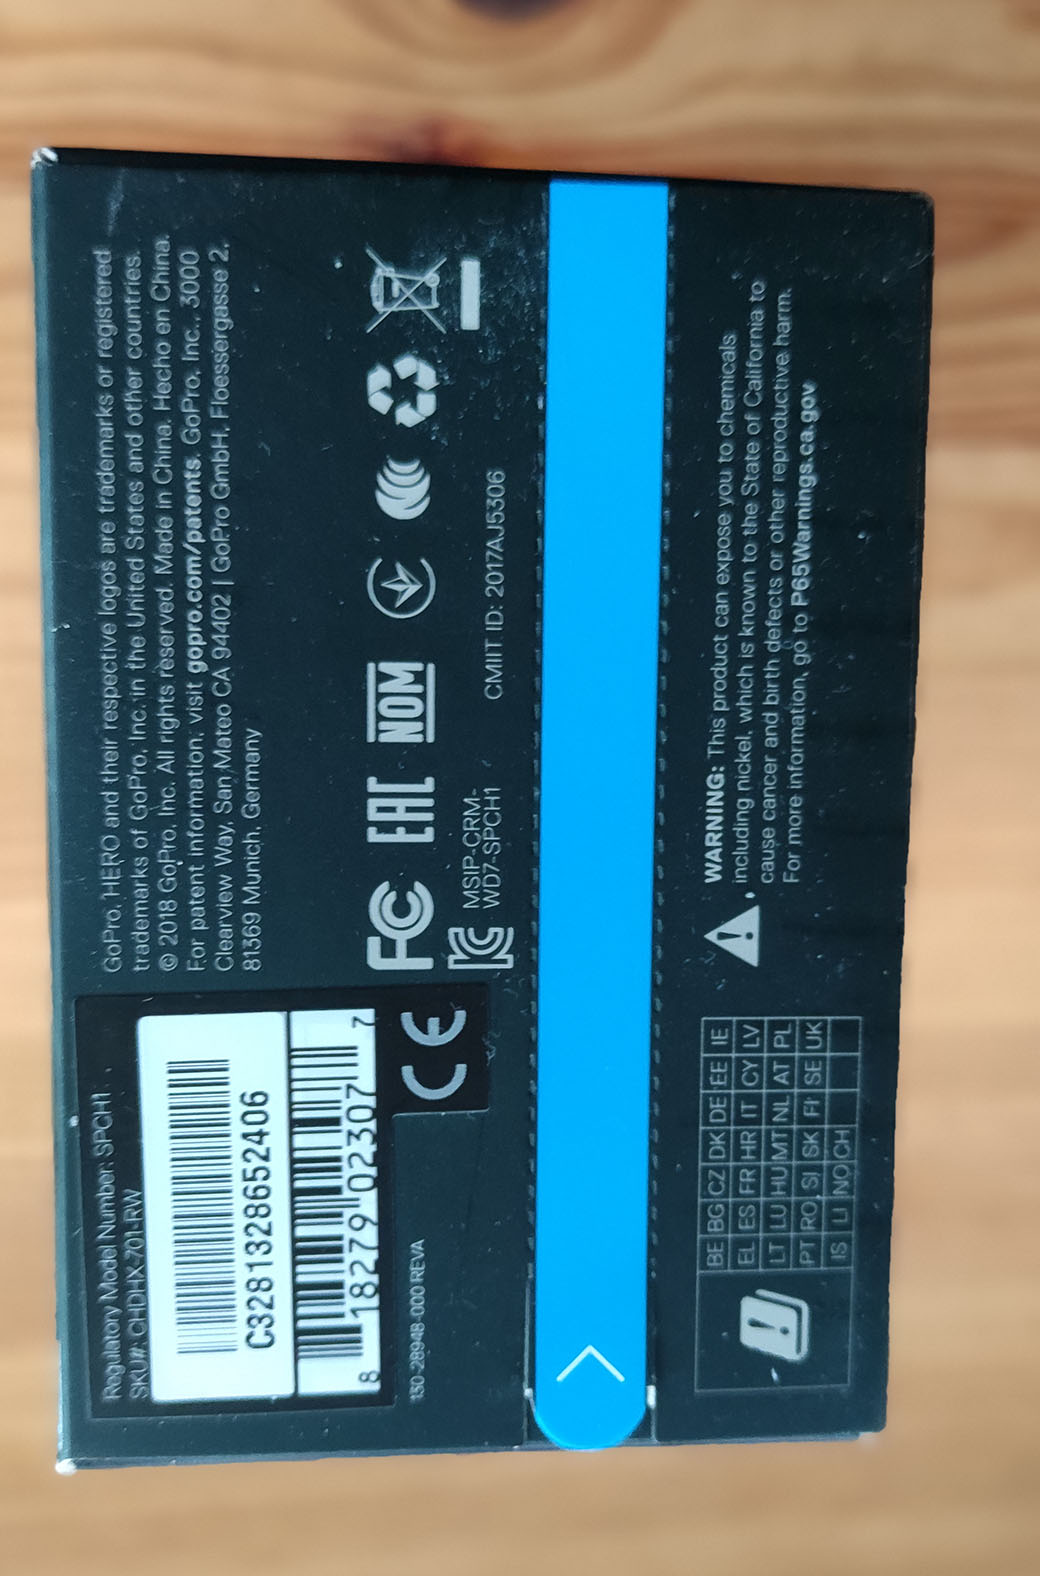 Regulatory Model Number: SPCH1
SKU#: CHDHX-701-RW
C3281328652406
8 18279 02307 7
CE
130-28948-000 REVA
GoPro, HERO and their respective logos are trademarks or registered
trademarks of GoPro, Inc. in the United States and other countries.
© 2018 GoPro, Inc. All rights reserved. Made in China. Hecho en China.
For patent information, visit gopro.com/patents. GoPro, Inc., 3000
Clearview Way, San Mateo CA 94402 | GoPro GmbH, Floessergasse 2,
81369 Munich, Germany
FC EAC NOM
MSIP-CRM-
WD7-SPCH1
CMIIT ID: 2017AJ5306
BE BG CZ DK DE EE IE
EL ES FR HR IT CY LV
LT LU HU MT NL AT PL
PT RO SI SK FI SE UK
IS LI NO CH
WARNING: This product can expose you to chemicals
including nickel, which is known to the State of California to
cause cancer and birth defects or other reproductive harm.
For more information, go to P65Warnings.ca.gov